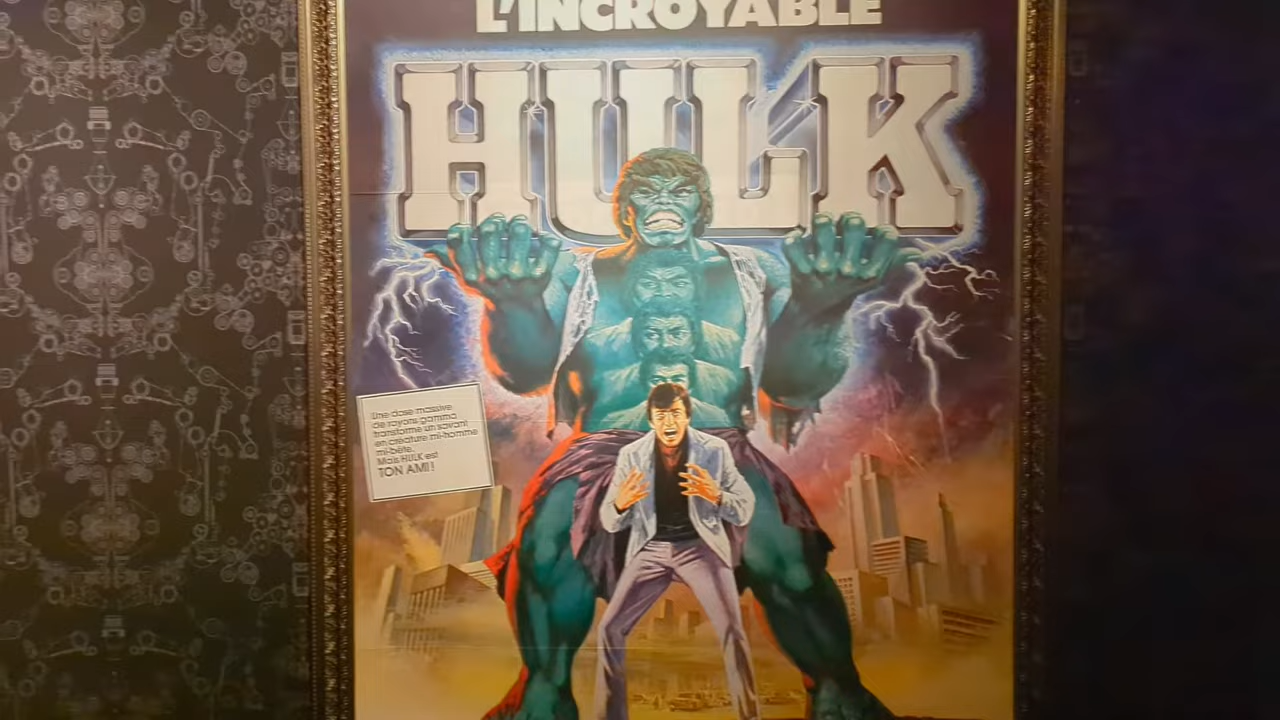 L'INCROYABLE
HULK
Une dose massive
de rayons gamma
transforme un savant
en créature mi-homme
mi-bête.
Mais HULK est
TON AMI!